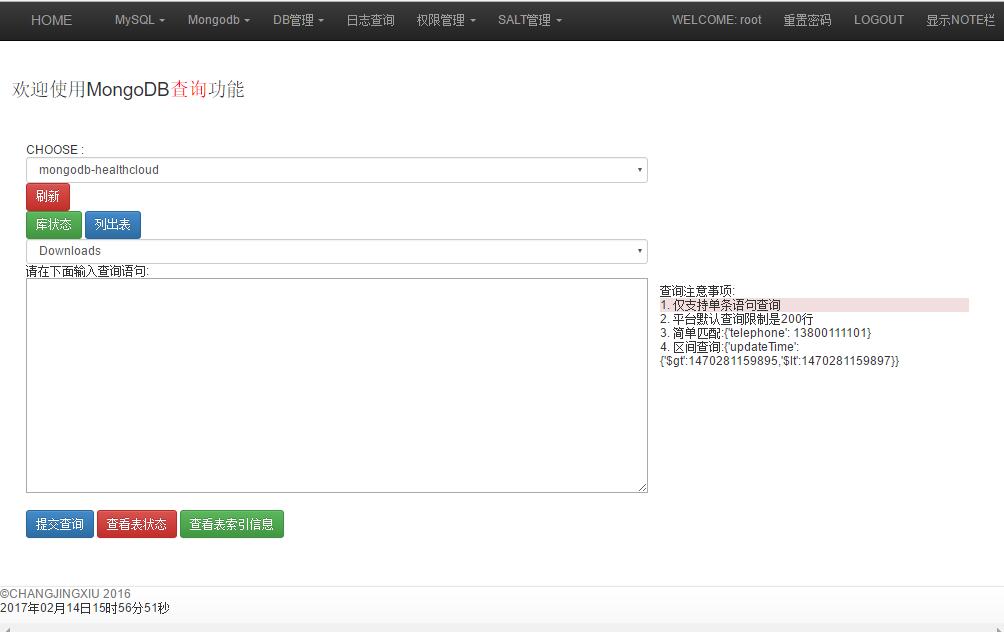 HOME MySQL Mongodb DB管理 日志查询 权限管理 SALT管理 WELCOME: root 重置密码 LOGOUT 显示NOTE栏
欢迎使用MongoDB查询功能
CHOOSE :
mongodb-healthcloud
刷新
库状态 列出表
Downloads
请在下面输入查询语句:
查询注意事项:
1. 仅支持单条语句查询
2. 平台默认查询限制是200行
3. 简单匹配:{'telephone': 13800111101}
4. 区间查询:{'updateTime':
{'$gt':1470281159895,'$lt':1470281159897}}
提交查询 查看表状态 查看表索引信息
©CHANGJINGXIU 2016
2017年02月14日15时56分51秒